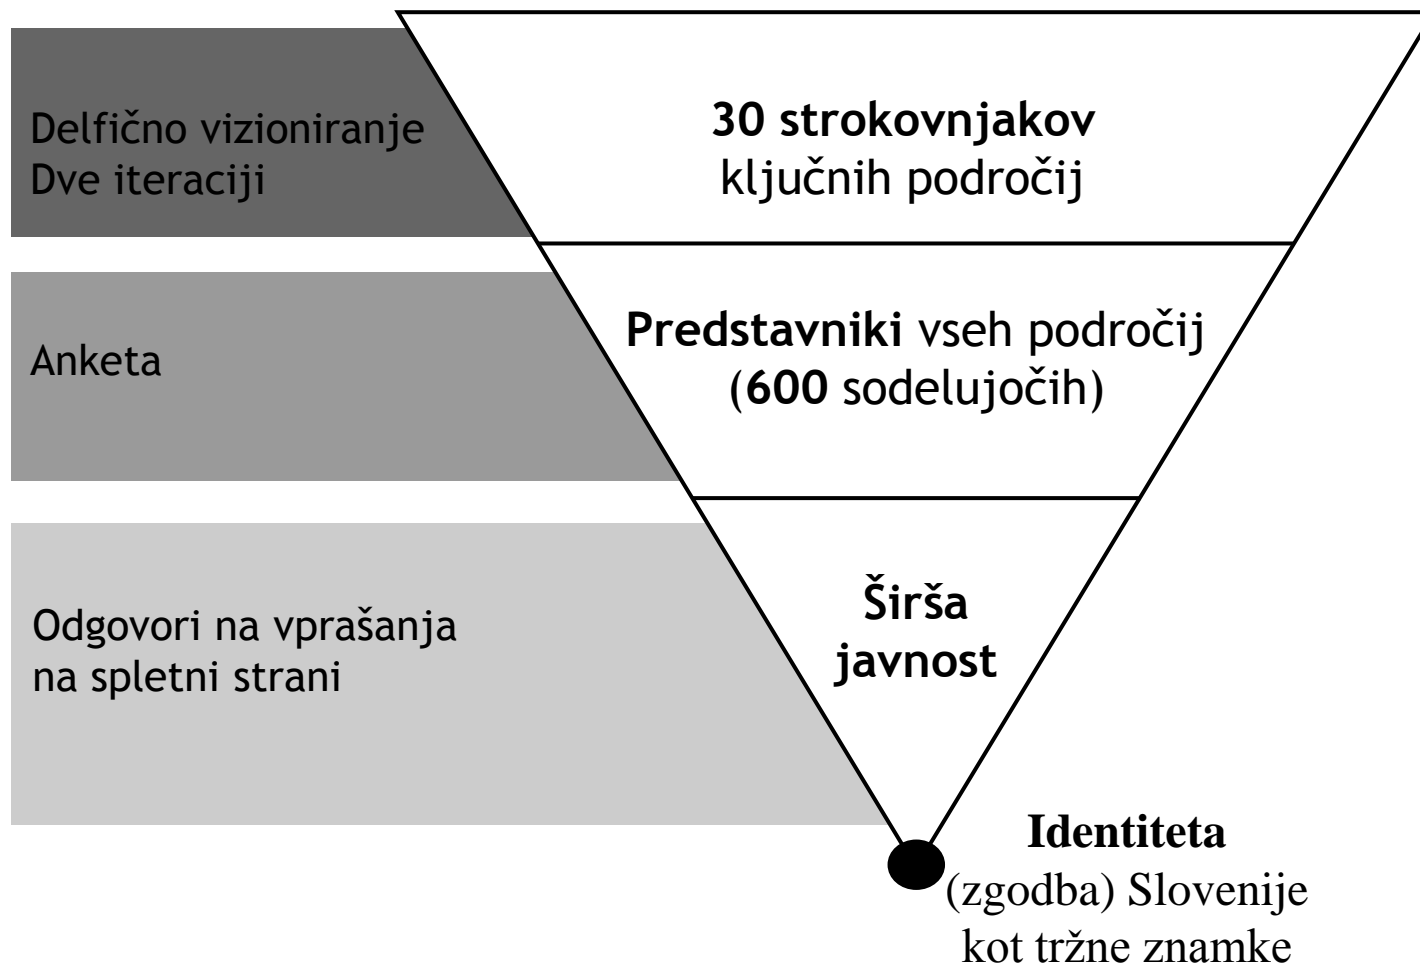 Delfično vizioniranje
Dve iteraciji
30 strokovnjakov
ključnih področij
Anketa
Predstavniki vseh področij
(600 sodelujočih)
Odgovori na vprašanja
na spletni strani
Širša
javnost
Identiteta
(zgodba) Slovenije
kot tržne znamke